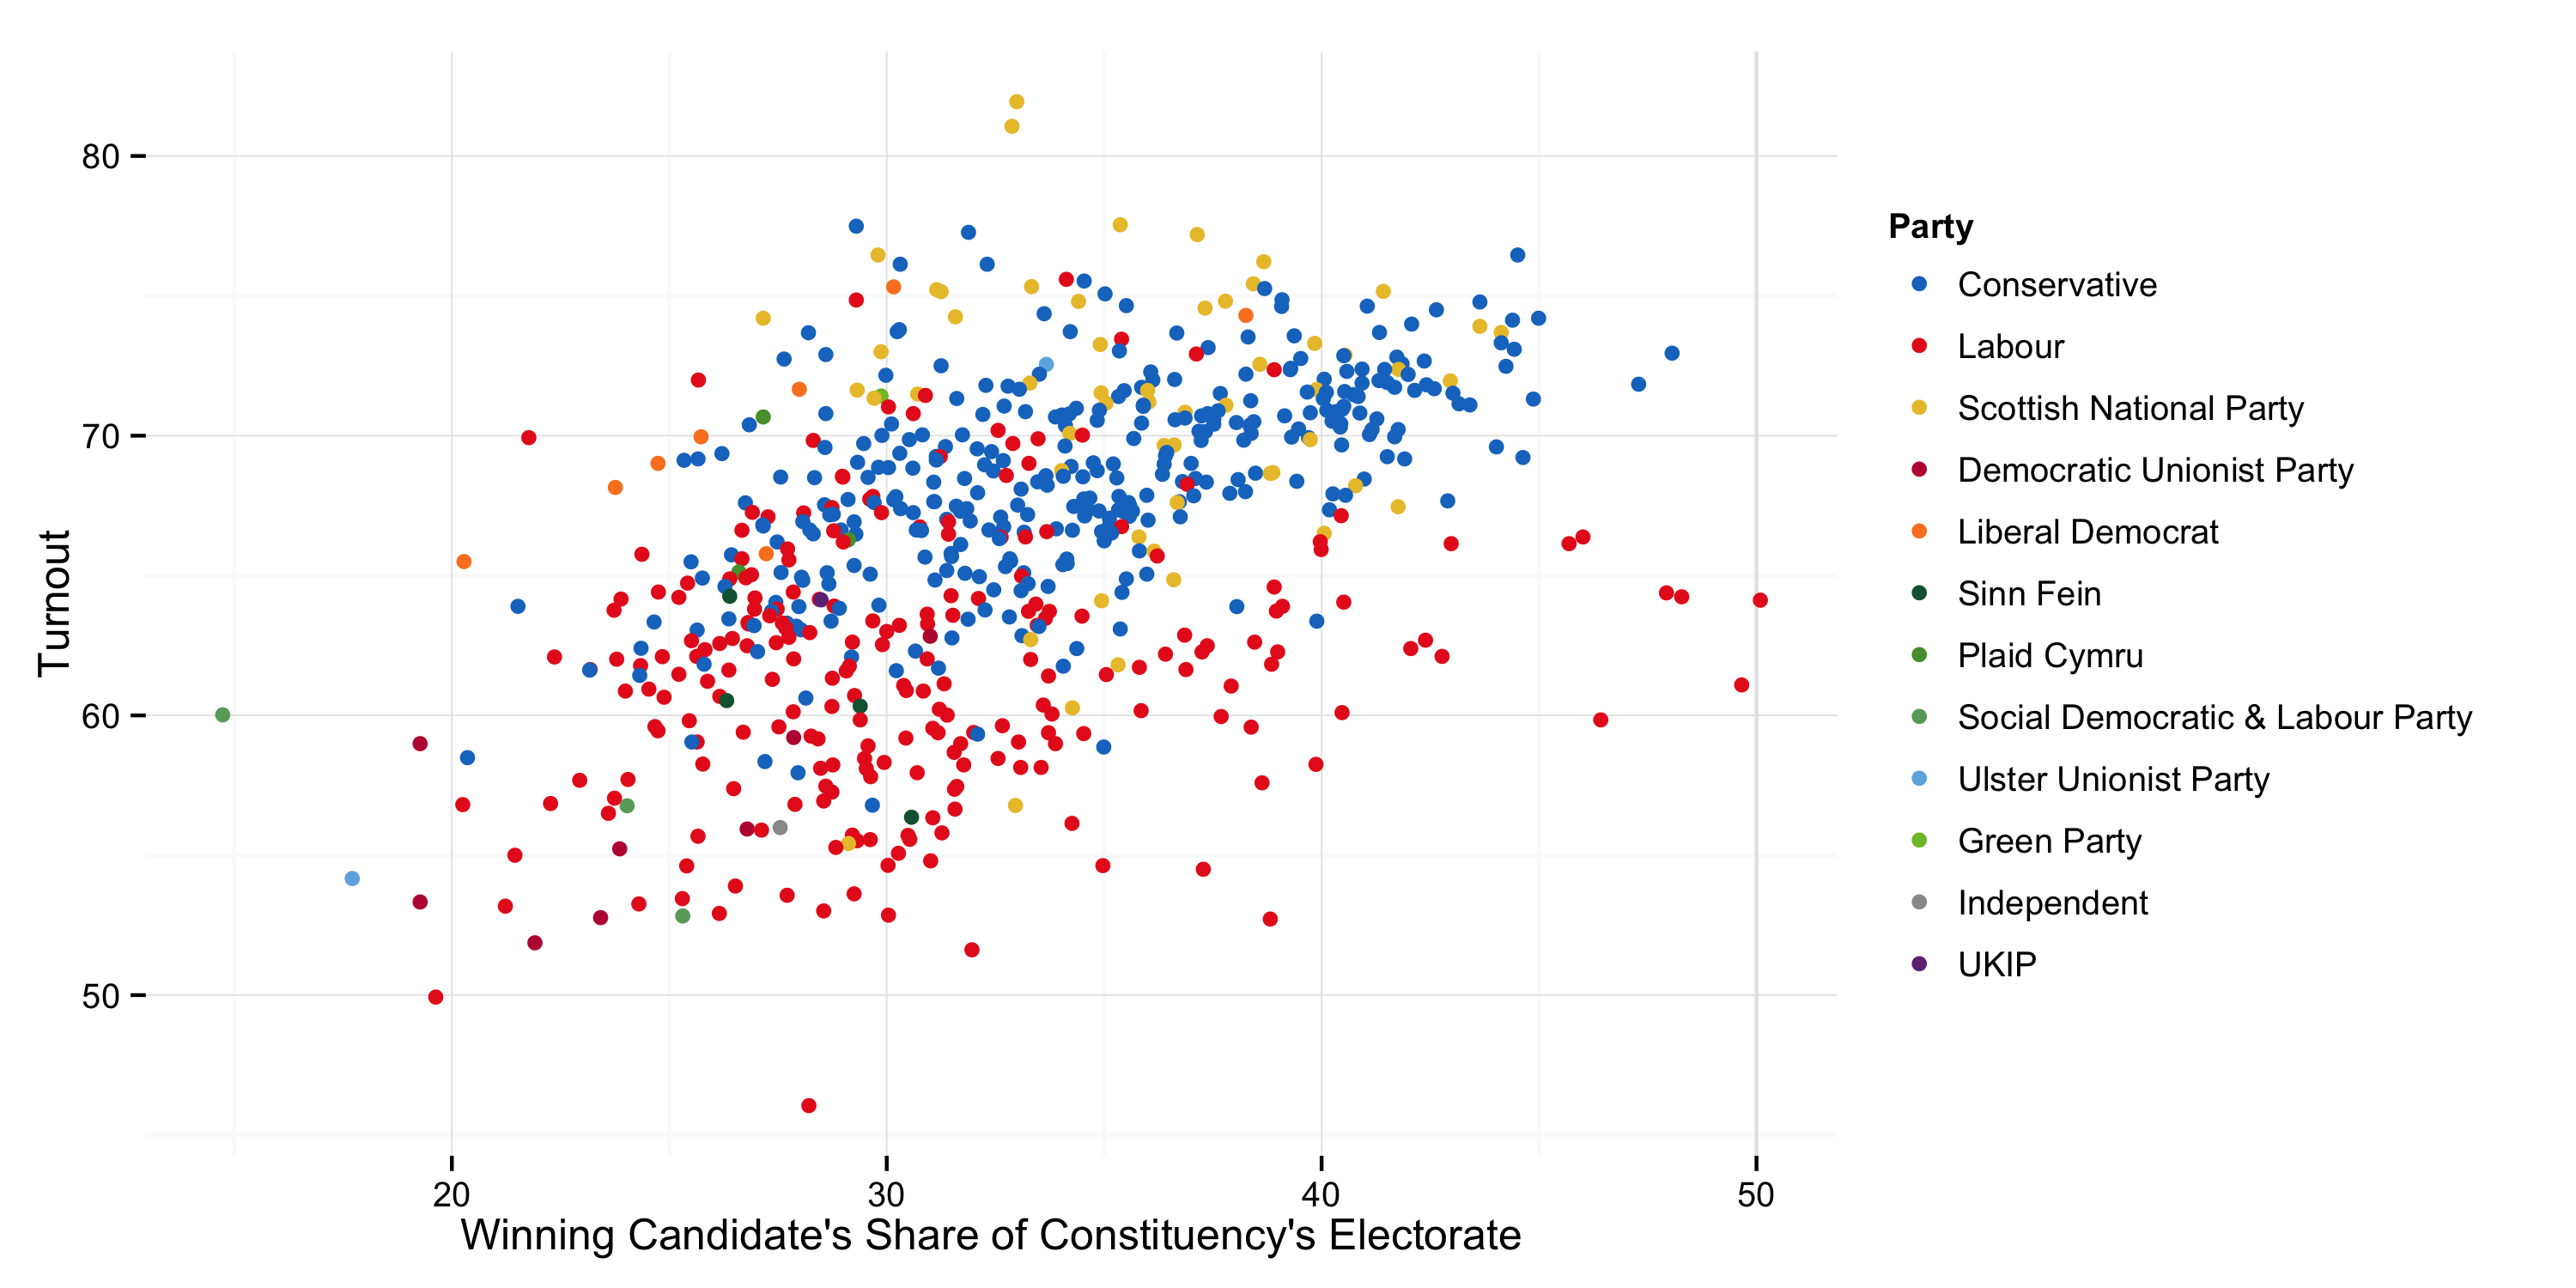 80
70
60
50
Turnout
20 30 40 50
Winning Candidate's Share of Constituency's Electorate
Party
Conservative
Labour
Scottish National Party
Democratic Unionist Party
Liberal Democrat
Sinn Fein
Plaid Cymru
Social Democratic & Labour Party
Ulster Unionist Party
Green Party
Independent
UKIP